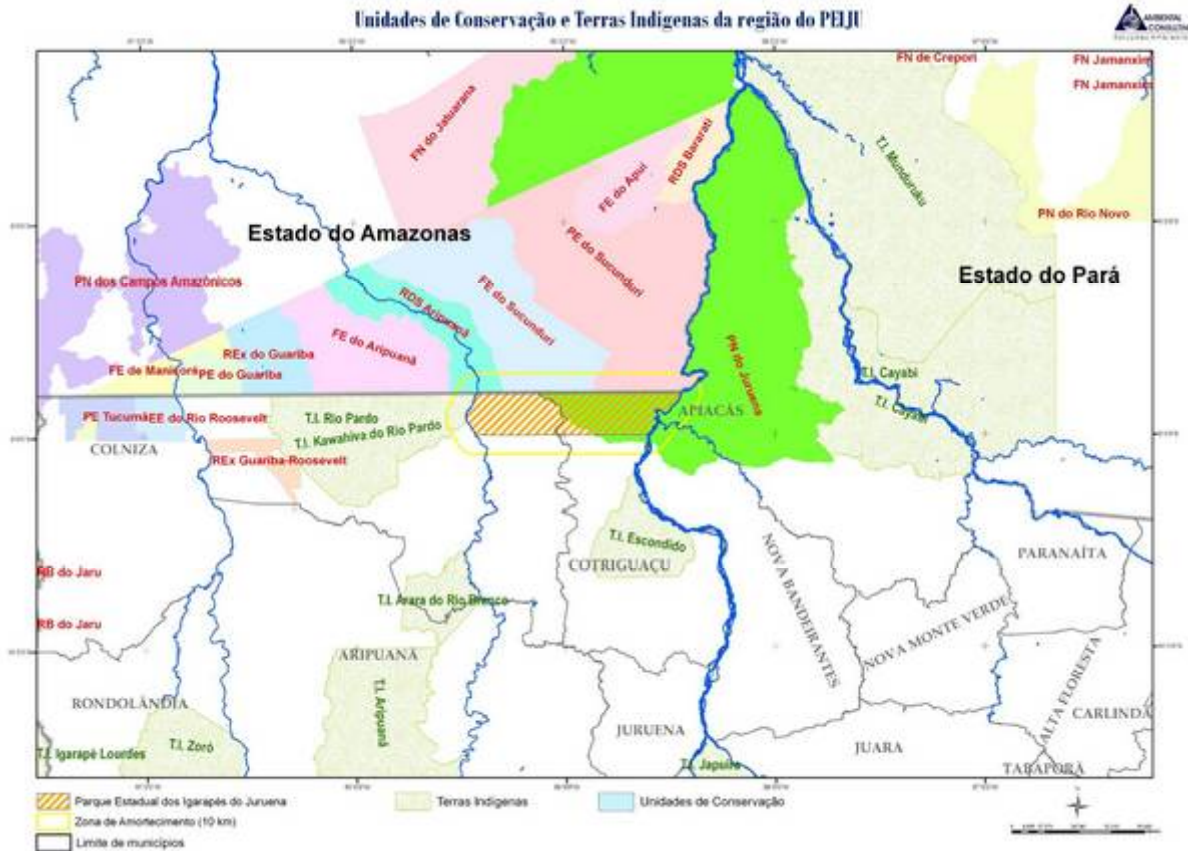 Unidades de Conservação e Terras Indígenas da região do PEIJU
AMBIENTAL
CONSULTING
FN de Crepori
FN Jamanxim
FN Jamanxim
FN do Jatuarana
T.I. Munduruku
FE do Apuí
RDS Bararati
PN do Rio Novo
Estado do Amazonas
PE do Sucunduri
Estado do Pará
PN dos Campos Amazônicos
RDS Aripuanã
FE do Sucunduri
FE do Aripuanã
REx do Guariba
FE de Manicoré
PE do Guariba
PN do Juruena
T.I. Cayabi
T.I. Cayabi
PE Tucumã
EE do Rio Roosevelt
T.I. Rio Pardo
T.I. Kawahiva do Rio Pardo
APIACÁS
COLNIZA
REx Guariba-Roosevelt
T.I. Escondido
COTRIGUAÇU
NOVA BANDEIRANTES
PARANAÍTA
RB do Jaru
T.I. Arara do Rio Branco
NOVA MONTE VERDE
RB do Jaru
ARIPUANÃ
T.I. Aripuanã
RONDOLÂNDIA
ALTA FLORESTA
CARLINDA
JURUENA
JUARA
T.I. Igarapé Lourdes
T.I. Zoró
T.I. Japuíra
TABAPORÃ
Parque Estadual dos Igarapés do Juruena
Terras Indígenas
Unidades de Conservação
Zona de Amortecimento (10 km)
Limite de municípios